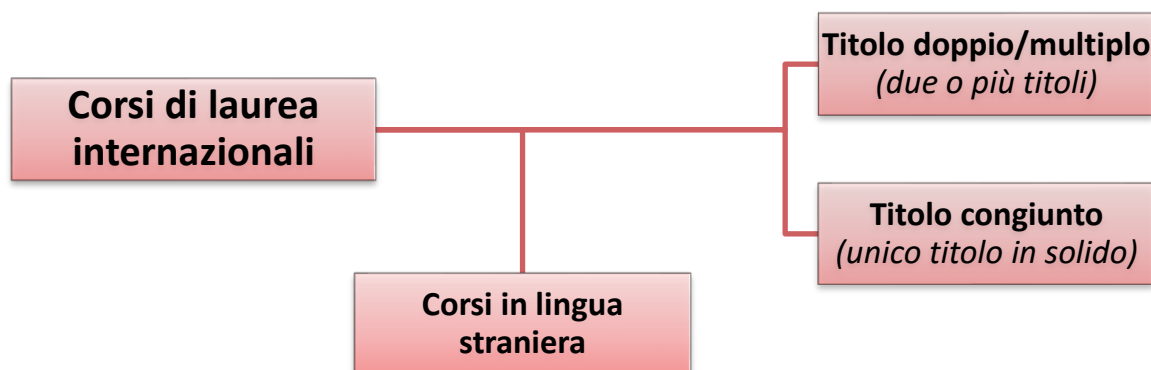 Corsi di laurea
internazionali
Titolo doppio/multiplo
(due o più titoli)
Titolo congiunto
(unico titolo in solido)
Corsi in lingua
straniera